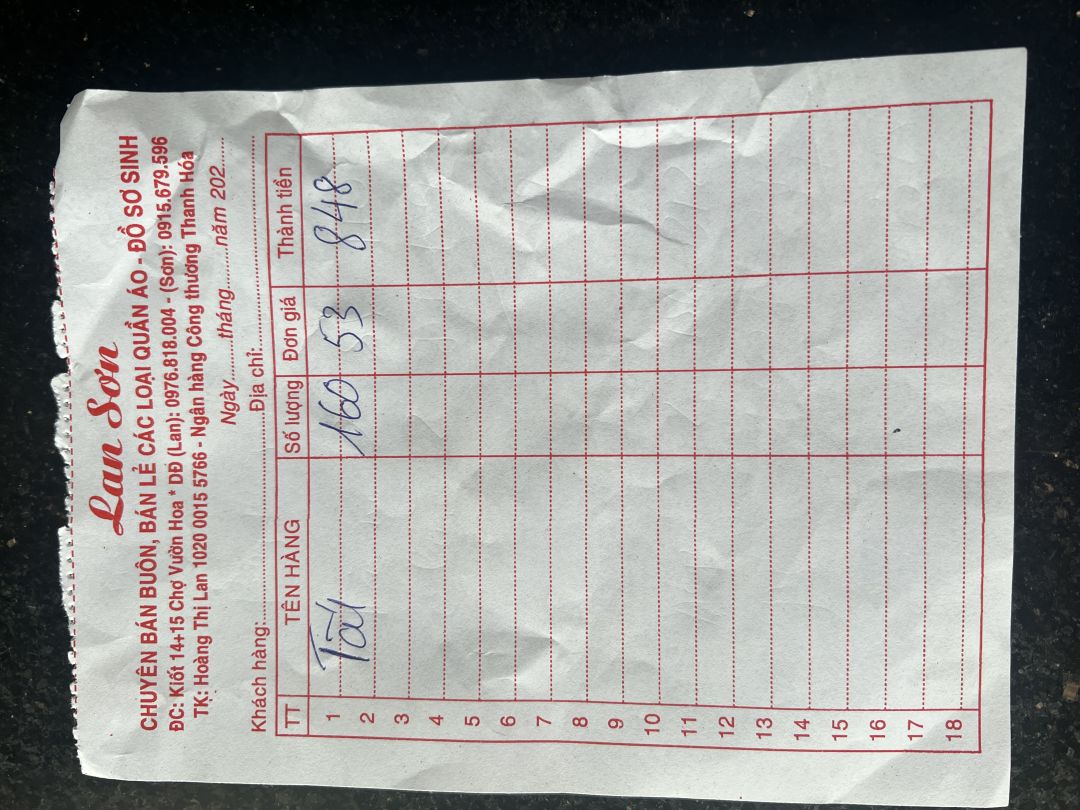 Lan Sơn
CHUYÊN BÁN BUÔN, BÁN LẺ CÁC LOẠI QUẦN ÁO - ĐỒ SƠ SINH
ĐC: Kiốt 14+15 Chợ Vườn Hoa * DĐ (Lan): 0976.818.004 - (Sơn): 0915.679.596
TK: Hoàng Thị Lan 1020 0015 5766 - Ngân hàng Công thương Thanh Hóa
Ngày.........tháng..........năm 202......
Khách hàng:..........................................Địa chỉ:..........................................
TT TÊN HÀNG Số lượng Đơn giá Thành tiền
1 160 53 848
2
3
4
5
6
7
8
9
10
11
12
13
14
15
16
17
18